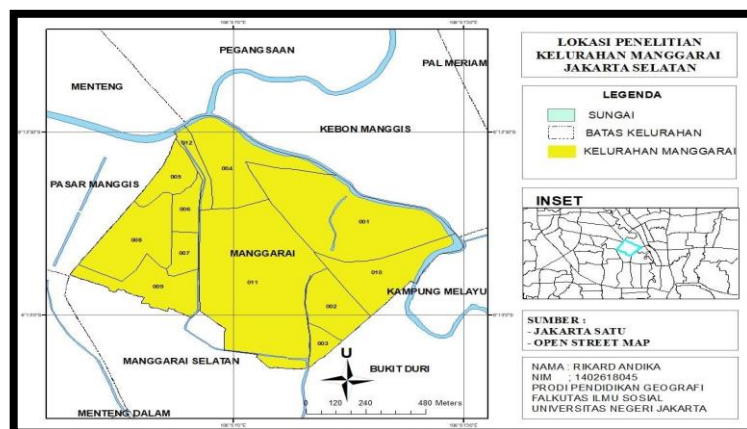 PEGANGSAAN
PAL MERIAM
MENTENG
KEBON MANGGIS
012
004
005
PASAR MANGGIS
006
001
008
007
MANGGARAI
010
009
011
KAMPUNG MELAYU
002
003
MANGGARAI SELATAN
BUKIT DURI
MENTENG DALAM
U
0 120 240 480 Meters
LOKASI PENELITIAN
KELURAHAN MANGGARAI
JAKARTA SELATAN
LEGENDA
SUNGAI
BATAS KELURAHAN
KELURAHAN MANGGARAI
INSET
SUMBER :
- JAKARTA SATU
- OPEN STREET MAP
NAMA : RIKARD ANDIKA
NIM ; 1402618045
PRODI PENDIDIKAN GEOGRAFI
FALKUTAS ILMU SOSIAL
UNIVERSITAS NEGERI JAKARTA